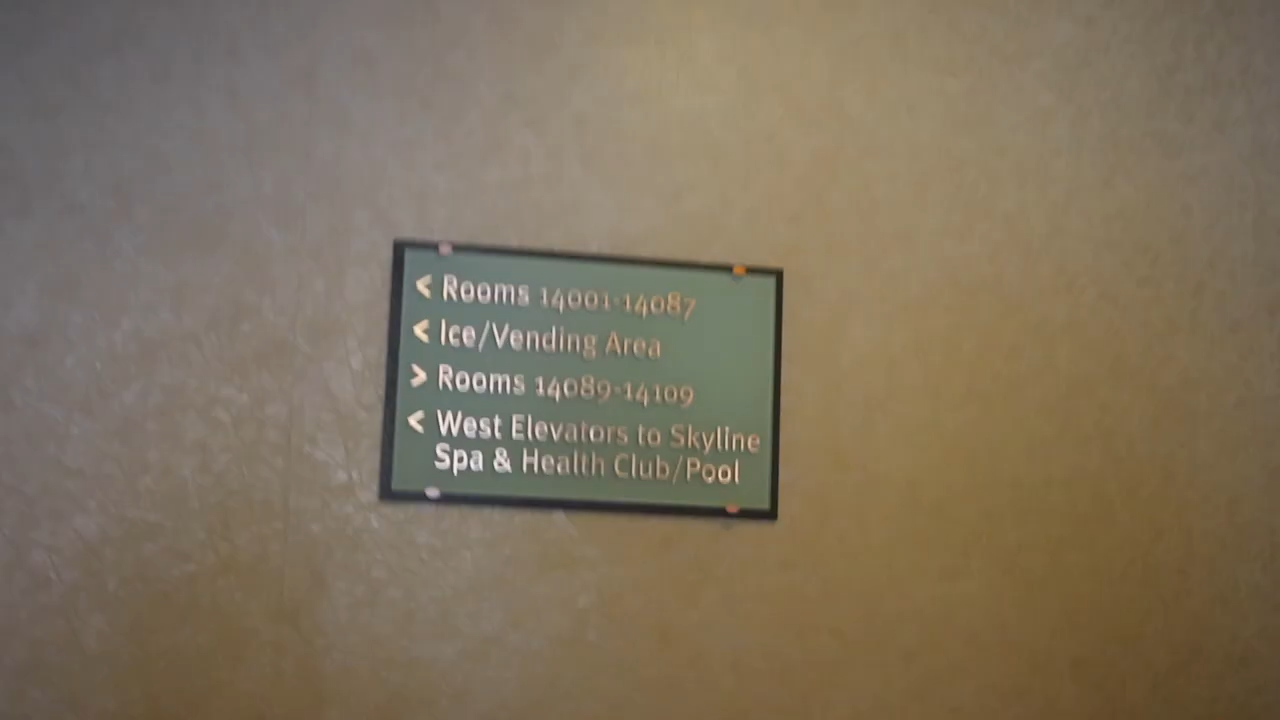 < Rooms 14001-14087
< Ice/Vending Area
> Rooms 14089-14109
< West Elevators to Skyline
Spa & Health Club/Pool